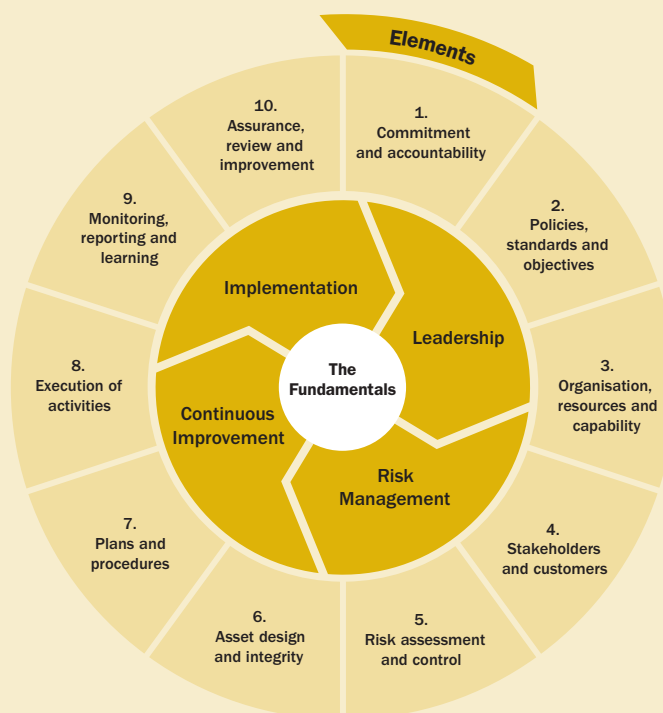 Elements
1.
Commitment
and accountability
2.
Policies,
standards and
objectives
3.
Organisation,
resources and
capability
4.
Stakeholders
and customers
5.
Risk assessment
and control
6.
Asset design
and integrity
7.
Plans and
procedures
8.
Execution of
activities
9.
Monitoring,
reporting and
learning
10.
Assurance,
review and
improvement
Implementation
Leadership
Risk
Management
Continuous
Improvement
The
Fundamentals